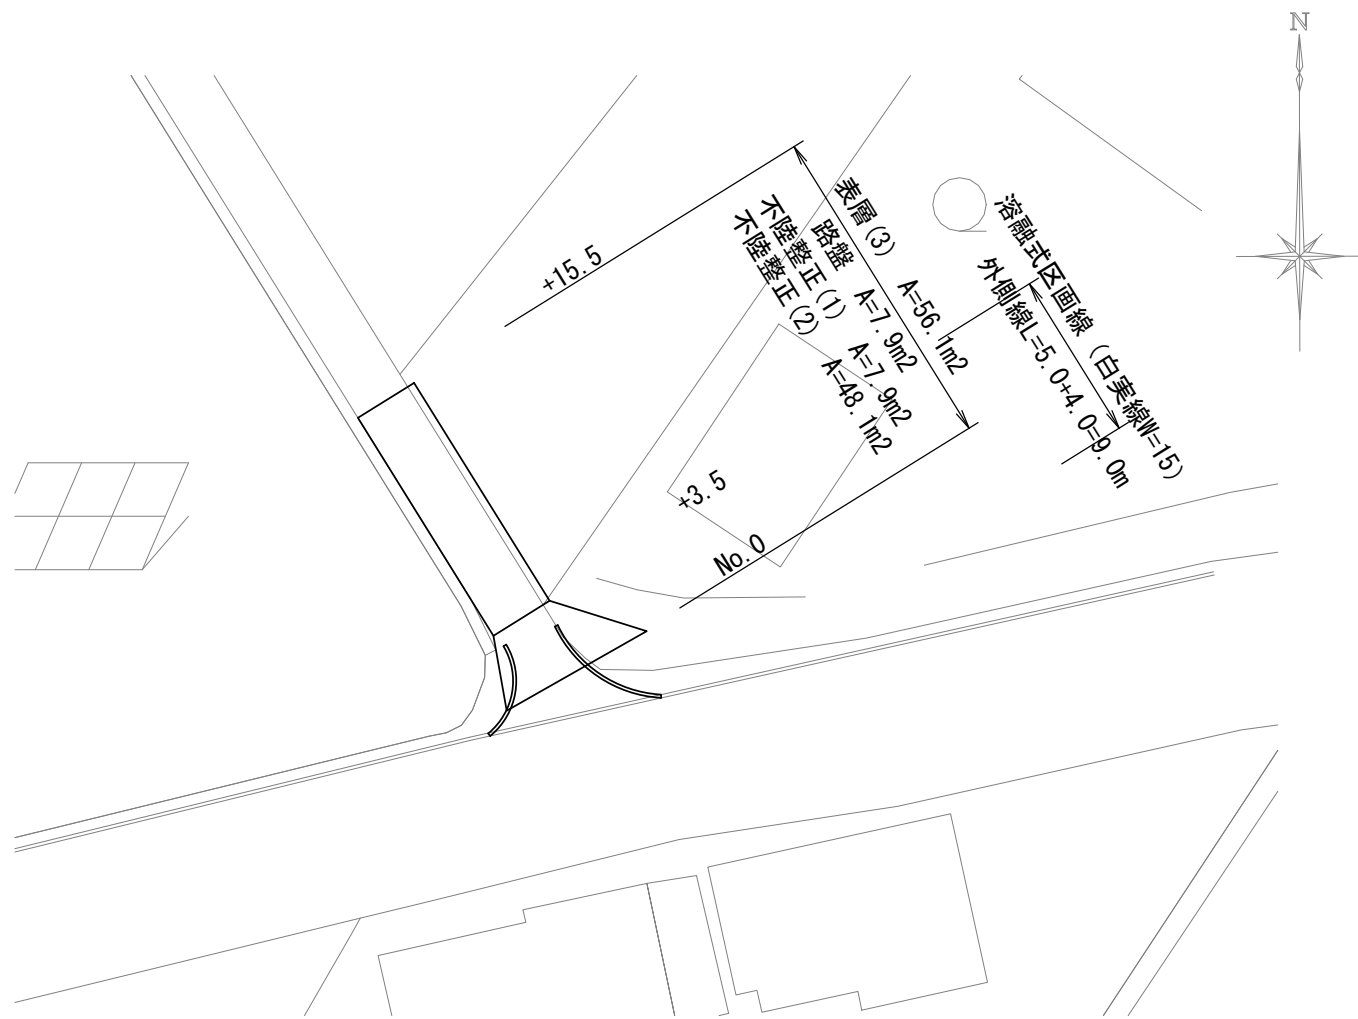 N
+15.5
表層(3) A=56.1m2
路盤 A=7.9m2
不陸整正(1) A=7.9m2
不陸整正(2) A=48.1m2
溶融式区画線 (白実線W=15)
外側線L=5.0+4.0=9.0m
+3.5
No.0